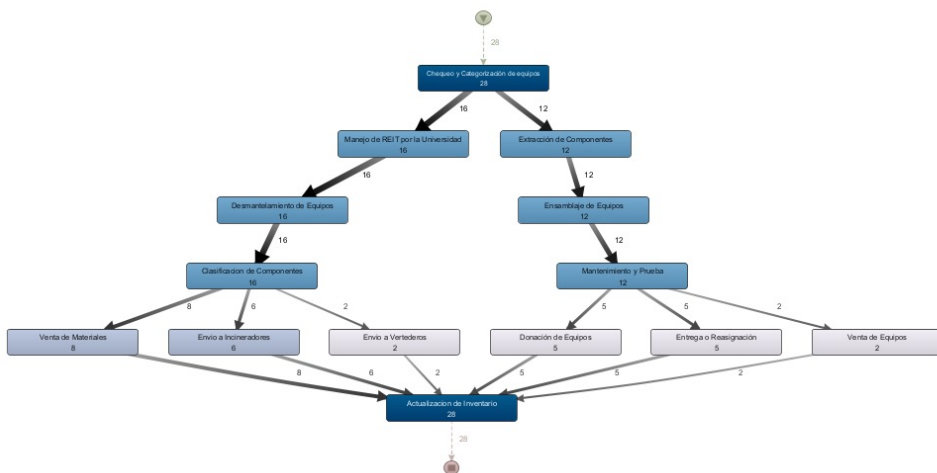 28
Chequeo y Categorización de equipos
28
16
12
Manejo de REIT por la Universidad
16
Extracción de Componentes
12
16
12
Desmantelamiento de Equipos
16
Ensamblaje de Equipos
12
16
12
Clasificacion de Componentes
16
Mantenimiento y Prueba
12
8
6
2
5
5
2
Venta de Materiales
8
Envio a Incineradores
6
Envio a Vertederos
2
Donación de Equipos
5
Entrega o Reasignación
5
Venta de Equipos
2
8
6
2
5
5
2
Actualizacion de Inventario
28
28